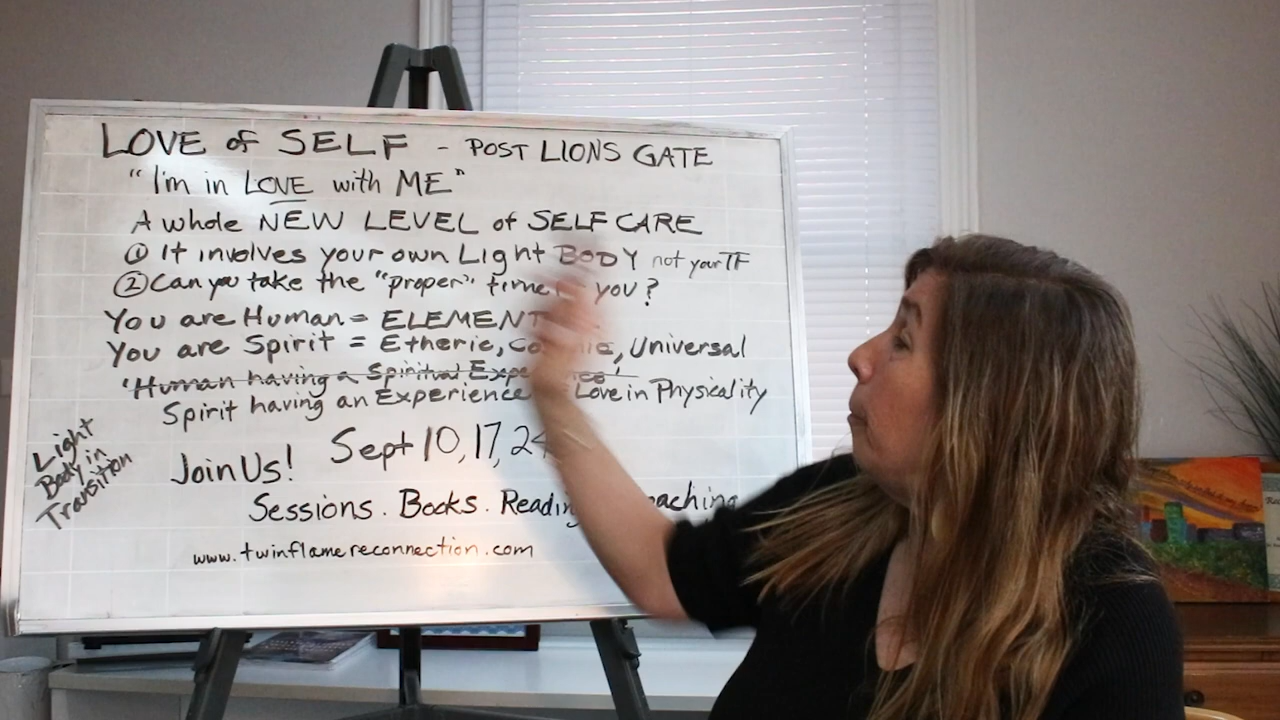 LOVE of SELF - POST LIONS GATE
"I'm in LOVE with ME"
A whole NEW LEVEL of SELF CARE
① It involves your own Light BODY not your TF
② Can you take the "proper" time you?
You are Human = ELEMENT
You are Spirit = Etheric, Universal
'Human having a Spiritual
Spirit having an Experience Love in Physicality
Light
Body in
Transition
Join Us! Sept 10, 17, 24
Sessions. Books.
www.twinflamereconnection.com